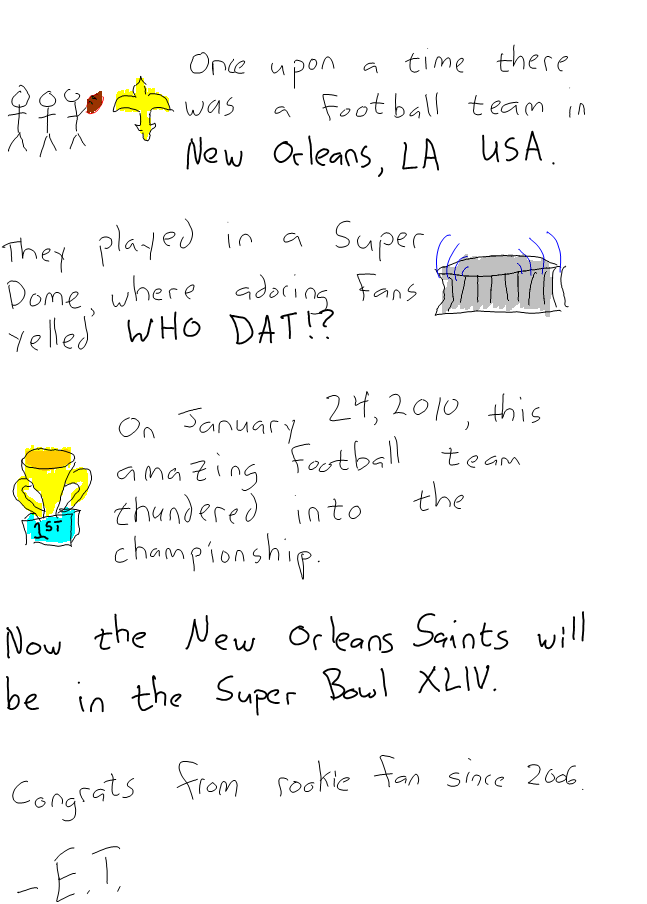 Once upon a time there
was a football team in
New Orleans, LA USA.
They played in a Super
Dome, where adoring fans
yelled WHO DAT!?
On January 24, 2010, this
amazing football team
thundered into the
championship.
1ST
Now the New Orleans Saints will
be in the Super Bowl XLIV.
Congrats from rookie fan since 2006.
- E.T.